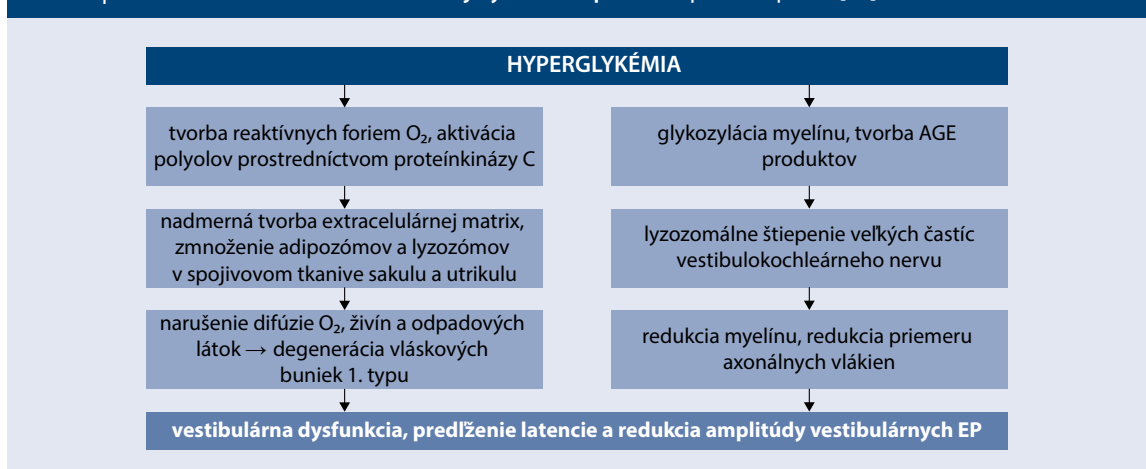 HYPERGLYKÉMIA
tvorba reaktívnych foriem O₂, aktivácia
polyolov prostredníctvom proteínkinázy C
glykozylácia myelínu, tvorba AGE
produktov
nadmerná tvorba extracelulárnej matrix,
zmnoženie adipozómov a lyzozómov
v spojivovom tkanive sakulu a utrikulu
lyzozomálne štiepenie veľkých častíc
vestibulokochleárneho nervu
narušenie difúzie O₂, živín a odpadových
látok → degenerácia vláskových
buniek 1. typu
redukcia myelínu, redukcia priemeru
axonálnych vlákien
vestibulárna dysfunkcia, predĺženie latencie a redukcia amplitúdy vestibulárnych EP